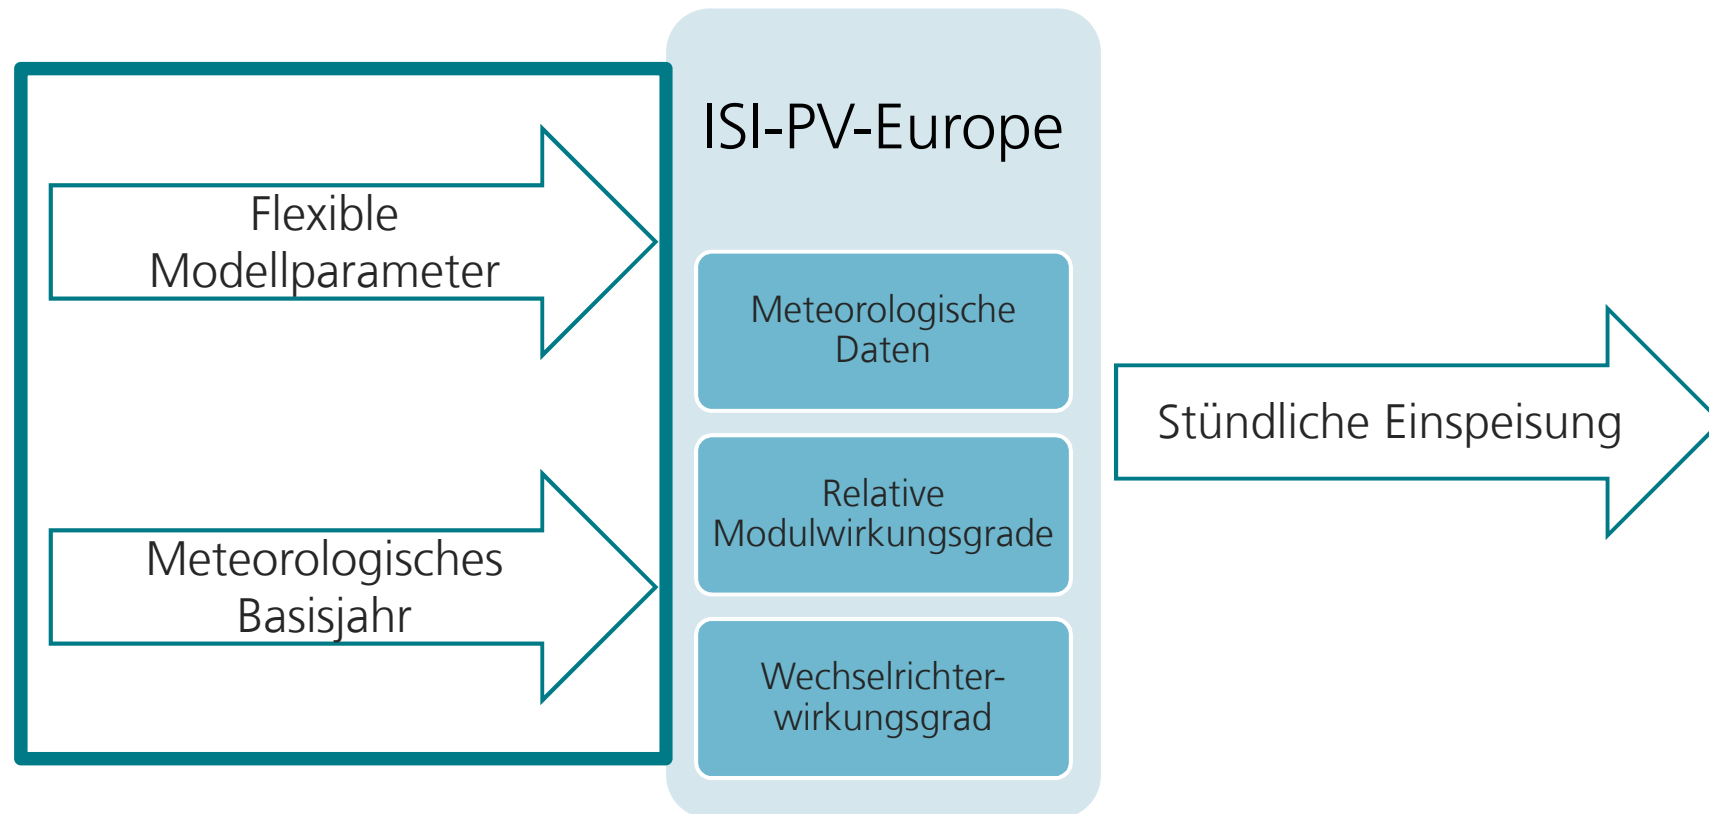 ISI-PV-Europe
Flexible
Modellparameter
Meteorologisches
Basisjahr
Meteorologische
Daten
Relative
Modulwirkungsgrade
Wechselrichter-
wirkungsgrad
Stündliche Einspeisung